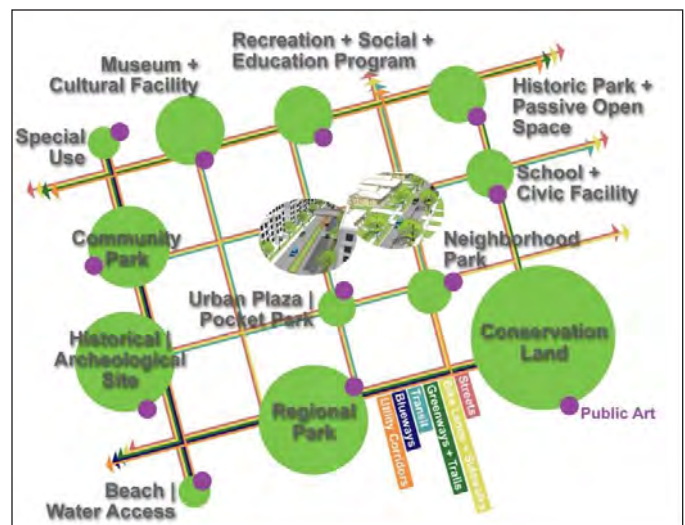 Museum +
Cultural Facility
Recreation + Social +
Education Program
Historic Park +
Passive Open
Space
Special
Use
School +
Civic Facility
Community
Park
Neighborhood
Park
Urban Plaza |
Pocket Park
Historical |
Archeological
Site
Conservation
Land
Regional
Park
Streets
Bike Lanes + Sidewalks
Greenways + Trails
Transit
Blueways
Utility Corridors
Public Art
Beach |
Water Access